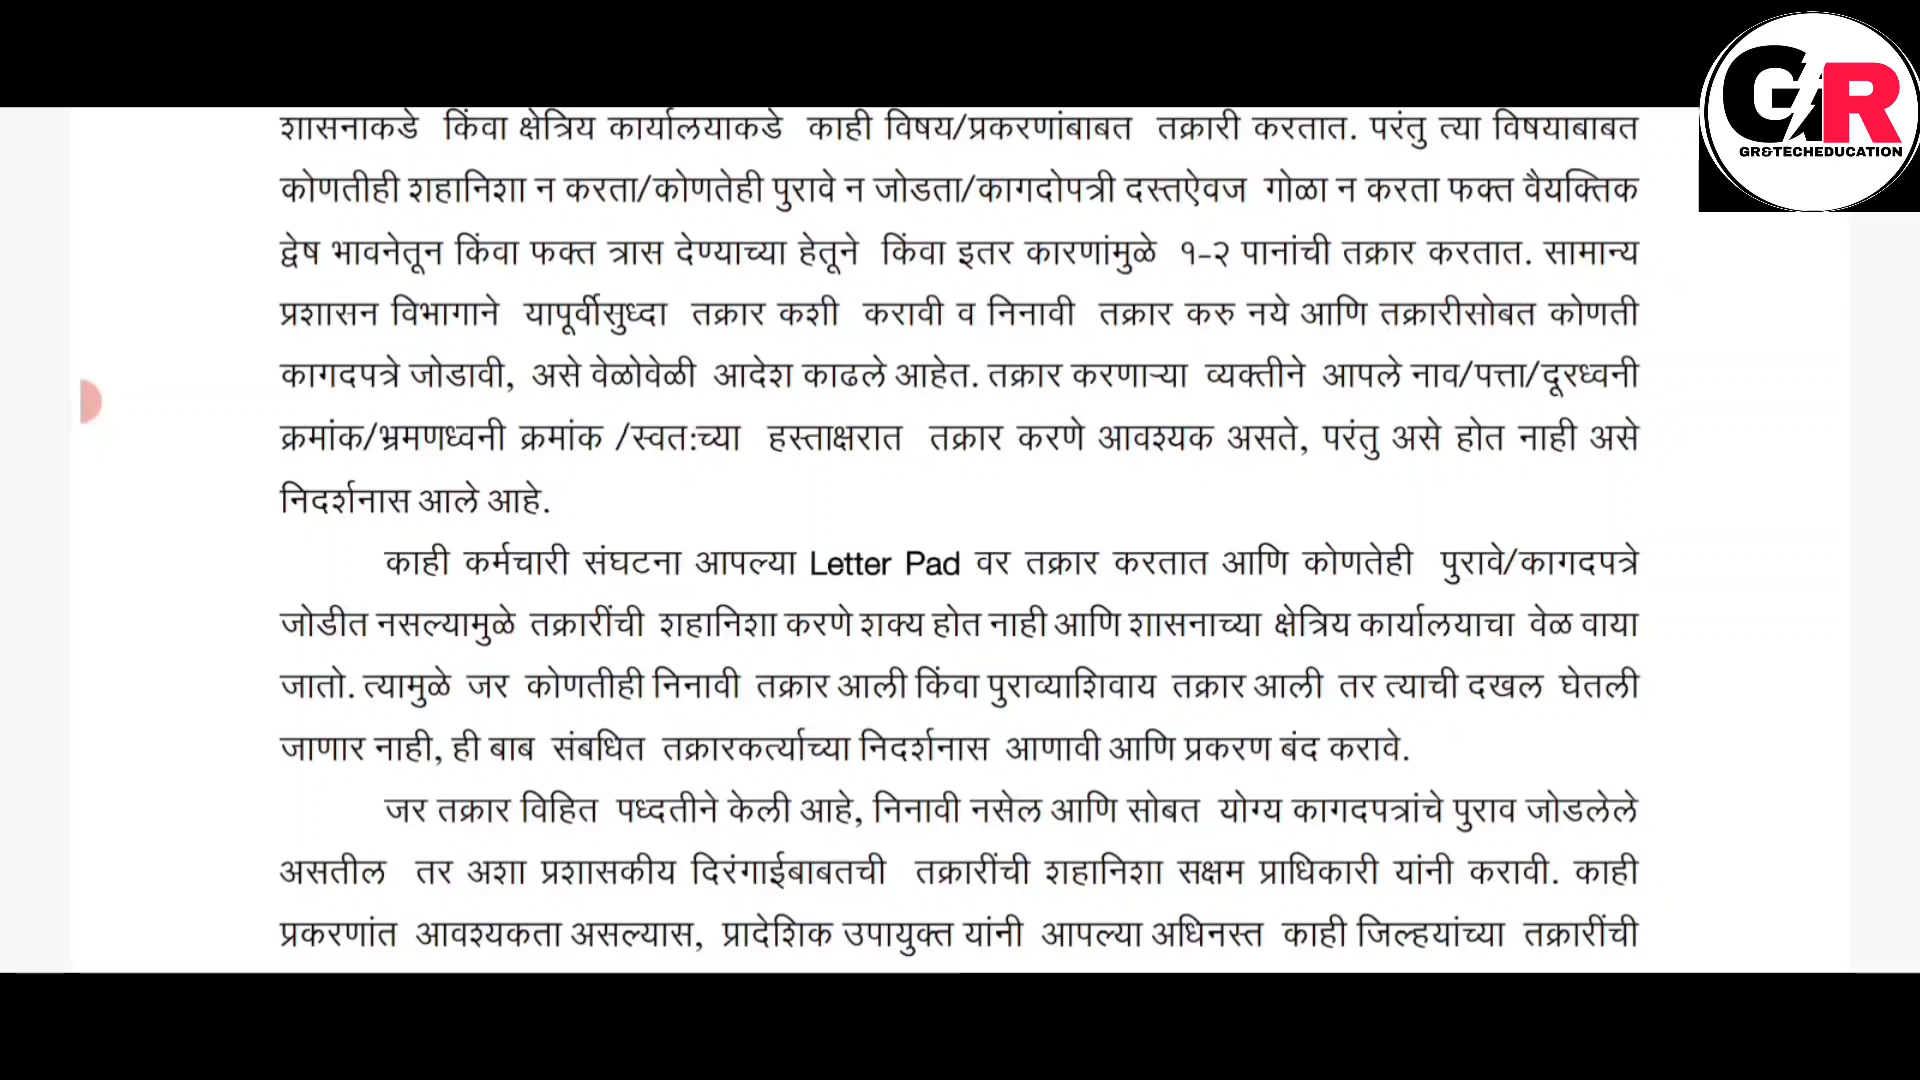 GR
GR&TECHEDUCATION
शासनाकडे किंवा क्षेत्रिय कार्यालयाकडे काही विषय/प्रकरणांबाबत तक्रारी करतात. परंतु त्या विषयाबाबत
कोणतीही शहानिशा न करता/कोणतेही पुरावे न जोडता/कागदोपत्री दस्तऐवज गोळा न करता फक्त वैयक्तिक
द्वेष भावनेतून किंवा फक्त त्रास देण्याच्या हेतूने किंवा इतर कारणांमुळे १-२ पानांची तक्रार करतात. सामान्य
प्रशासन विभागाने यापूर्वीसुध्दा तक्रार कशी करावी व निनावी तक्रार करु नये आणि तक्रारीसोबत कोणती
कागदपत्रे जोडावी, असे वेळोवेळी आदेश काढले आहेत. तक्रार करणाऱ्या व्यक्तीने आपले नाव/पत्ता/दूरध्वनी
क्रमांक/भ्रमणध्वनी क्रमांक /स्वत:च्या हस्ताक्षरात तक्रार करणे आवश्यक असते, परंतु असे होत नाही असे
निदर्शनास आले आहे.
काही कर्मचारी संघटना आपल्या Letter Pad वर तक्रार करतात आणि कोणतेही पुरावे/कागदपत्रे
जोडीत नसल्यामुळे तक्रारींची शहानिशा करणे शक्य होत नाही आणि शासनाच्या क्षेत्रिय कार्यालयाचा वेळ वाया
जातो. त्यामुळे जर कोणतीही निनावी तक्रार आली किंवा पुराव्याशिवाय तक्रार आली तर त्याची दखल घेतली
जाणार नाही, ही बाब संबधित तक्रारकर्त्याच्या निदर्शनास आणावी आणि प्रकरण बंद करावे.
जर तक्रार विहित पध्दतीने केली आहे, निनावी नसेल आणि सोबत योग्य कागदपत्रांचे पुराव जोडलेले
असतील तर अशा प्रशासकीय दिरंगाईबाबतची तक्रारींची शहानिशा सक्षम प्राधिकारी यांनी करावी. काही
प्रकरणांत आवश्यकता असल्यास, प्रादेशिक उपायुक्त यांनी आपल्या अधिनस्त काही जिल्हयांच्या तक्रारींची